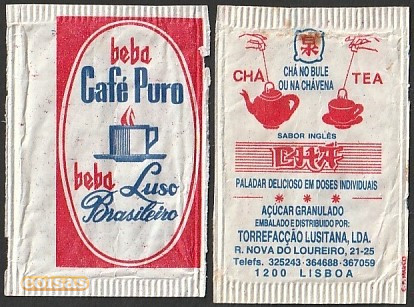 beba
Café Puro
beba Luso
Brasileiro
COISAS
CHA TEA
CHÁ NO BULE
OU NA CHÁVENA
SABOR INGLÊS
CHÁ
PALADAR DELICIOSO EM DOSES INDIVIDUAIS
AÇÚCAR GRANULADO
EMBALADO E DISTRIBUIDO POR:
TORREFACÇÃO LUSITANA, LDA.
R. NOVA DO LOUREIRO, 21-25
Telefs. 325243-364688-367059
1200 LISBOA